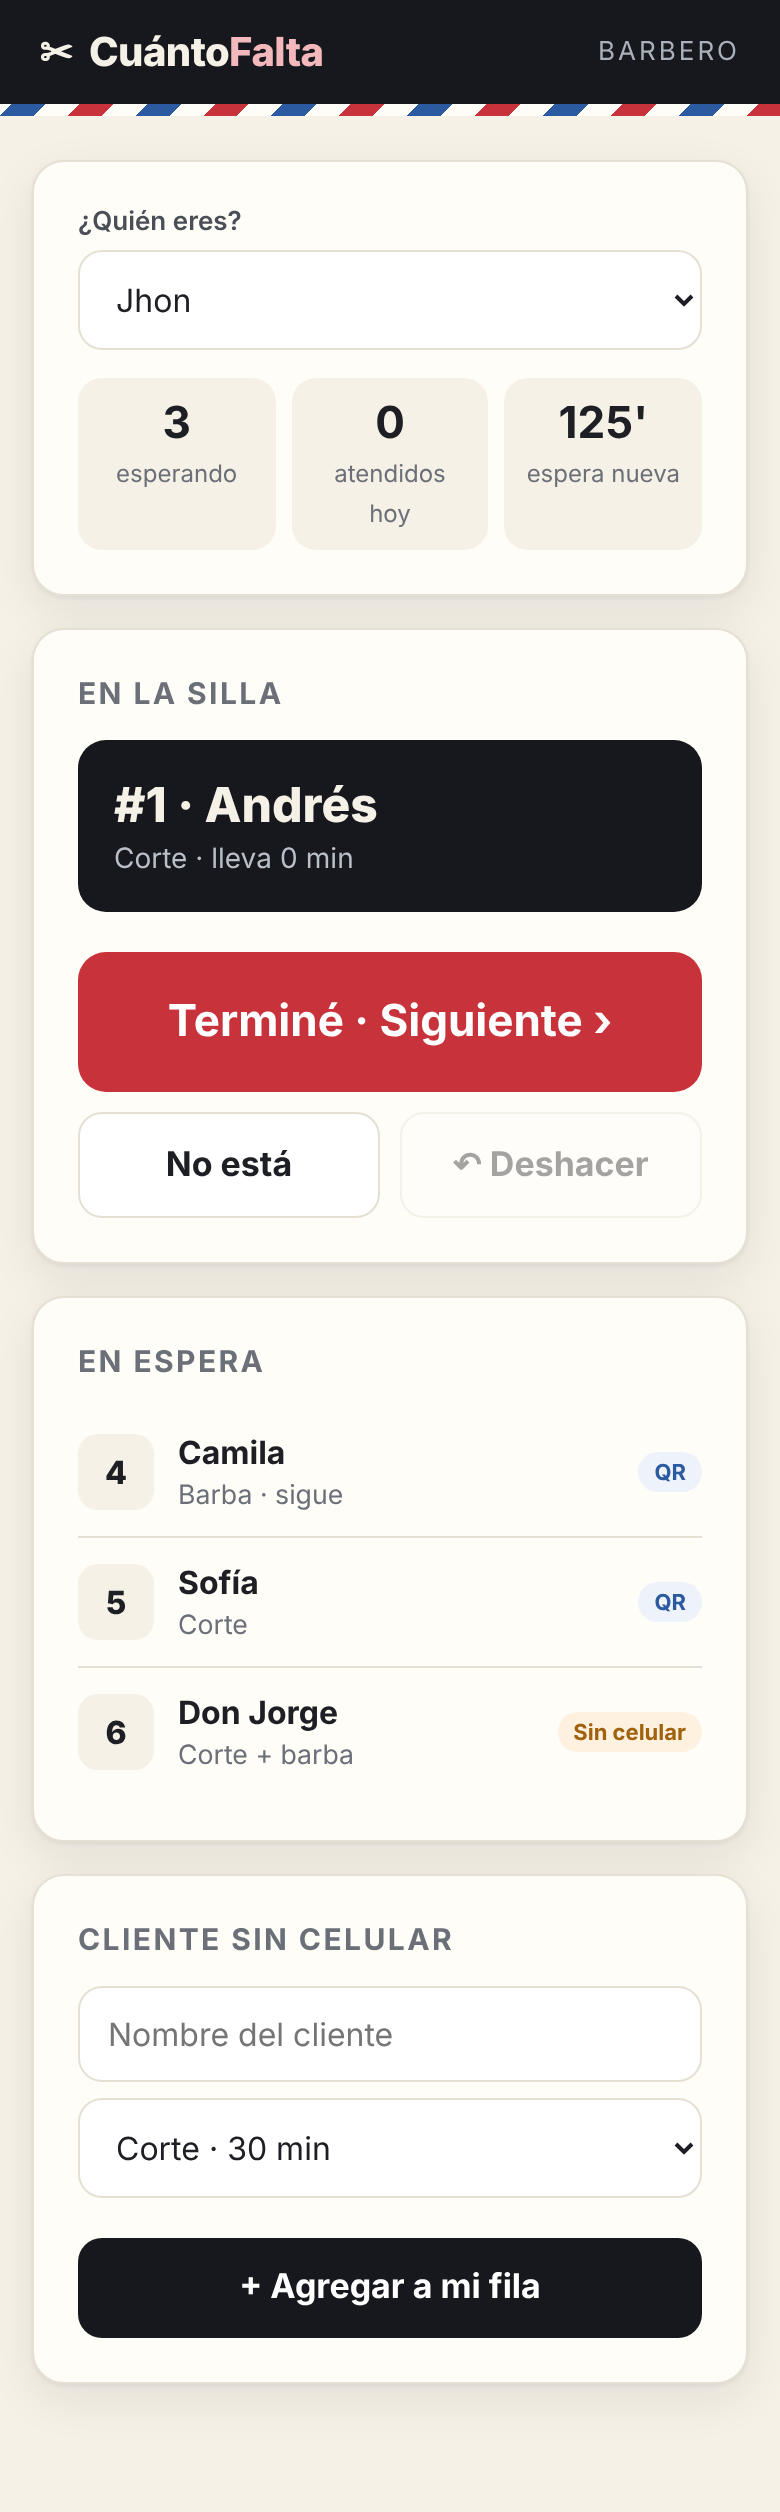 ✂ CuántoFalta
BARBERO
¿Quién eres?
Jhon
3
esperando
0
atendidos
hoy
125'
espera nueva
EN LA SILLA
#1 · Andrés
Corte · lleva 0 min
Terminé · Siguiente ›
No está
↶ Deshacer
EN ESPERA
4
Camila
Barba · sigue
QR
5
Sofía
Corte
QR
6
Don Jorge
Corte + barba
Sin celular
CLIENTE SIN CELULAR
Nombre del cliente
Corte · 30 min
+ Agregar a mi fila